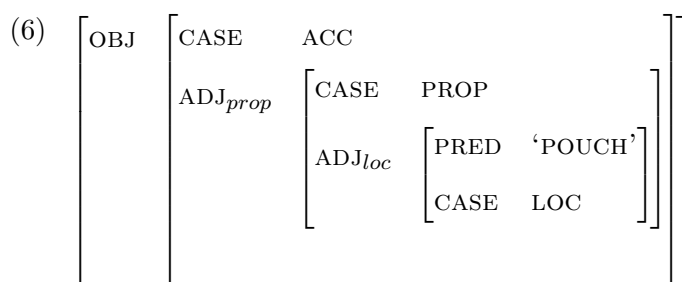 (6) OBJ CASE ACC
ADJprop CASE PROP
ADJloc PRED ‘POUCH’
CASE LOC